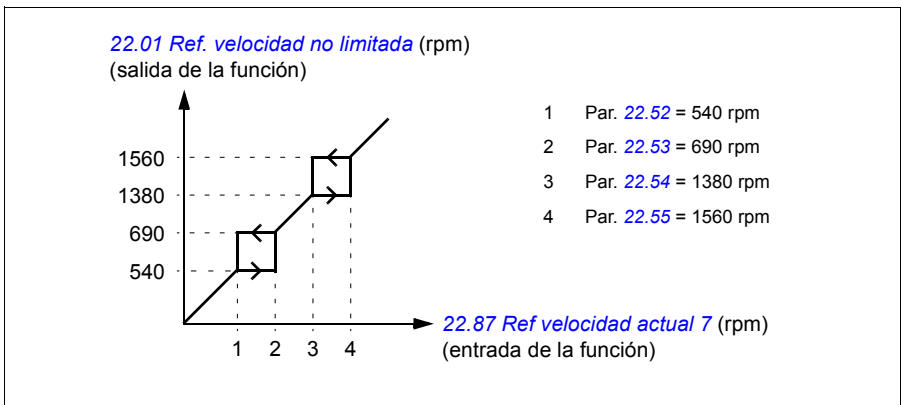 22.01 Ref. velocidad no limitada (rpm)
(salida de la función)
1 Par. 22.52 = 540 rpm
2 Par. 22.53 = 690 rpm
3 Par. 22.54 = 1380 rpm
4 Par. 22.55 = 1560 rpm
1560
1380
690
540
1 2 3 4
22.87 Ref velocidad actual 7 (rpm)
(entrada de la función)